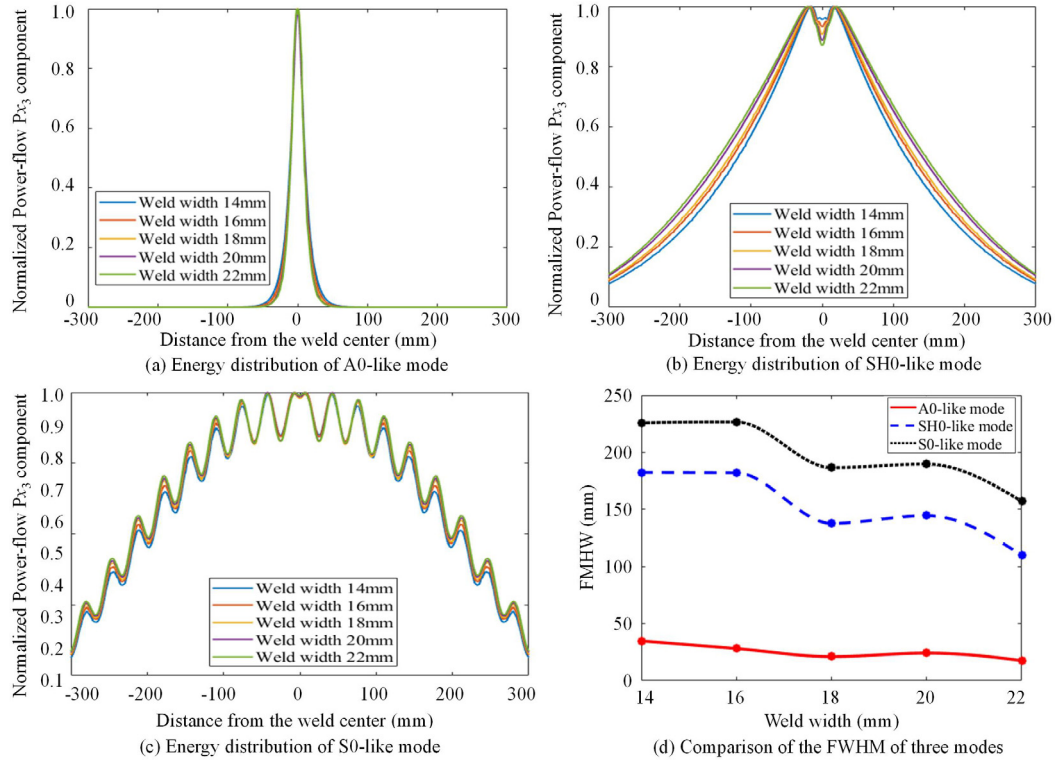 Normalized Power-flow Px3 component
1.0
0.8
0.6
0.4
0.2
0
Weld width 14mm
Weld width 16mm
Weld width 18mm
Weld width 20mm
Weld width 22mm
-300
-200
-100
0
100
200
300
Distance from the weld center (mm)
(a) Energy distribution of A0-like mode
Normalized Power-flow Px3 component
1.0
0.8
0.6
0.4
0.2
0
Weld width 14mm
Weld width 16mm
Weld width 18mm
Weld width 20mm
Weld width 22mm
-300
-200
-100
0
100
200
300
Distance from the weld center (mm)
(b) Energy distribution of SH0-like mode
Normalized Power-flow Px3 component
1.0
0.9
0.8
0.7
0.6
0.5
0.4
0.3
0.1
Weld width 14mm
Weld width 16mm
Weld width 18mm
Weld width 20mm
Weld width 22mm
-300
-200
-100
0
100
200
300
Distance from the weld center (mm)
(c) Energy distribution of S0-like mode
FMHW (mm)
250
200
150
100
50
0
A0-like mode
SH0-like mode
S0-like mode
14
16
18
20
22
Weld width (mm)
(d) Comparison of the FWHM of three modes